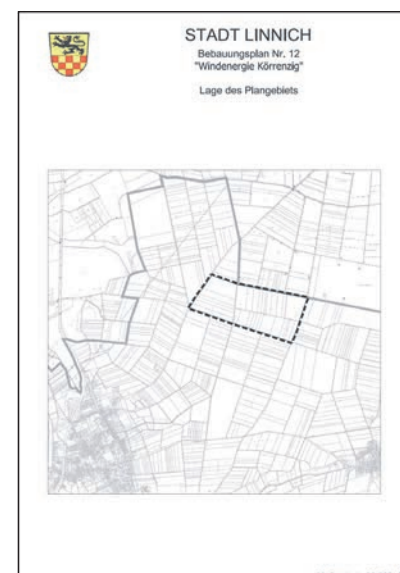 STADT LINNICH
Bebauungsplan Nr. 12
"Windenergie Körrenzig"
Lage des Plangebiets